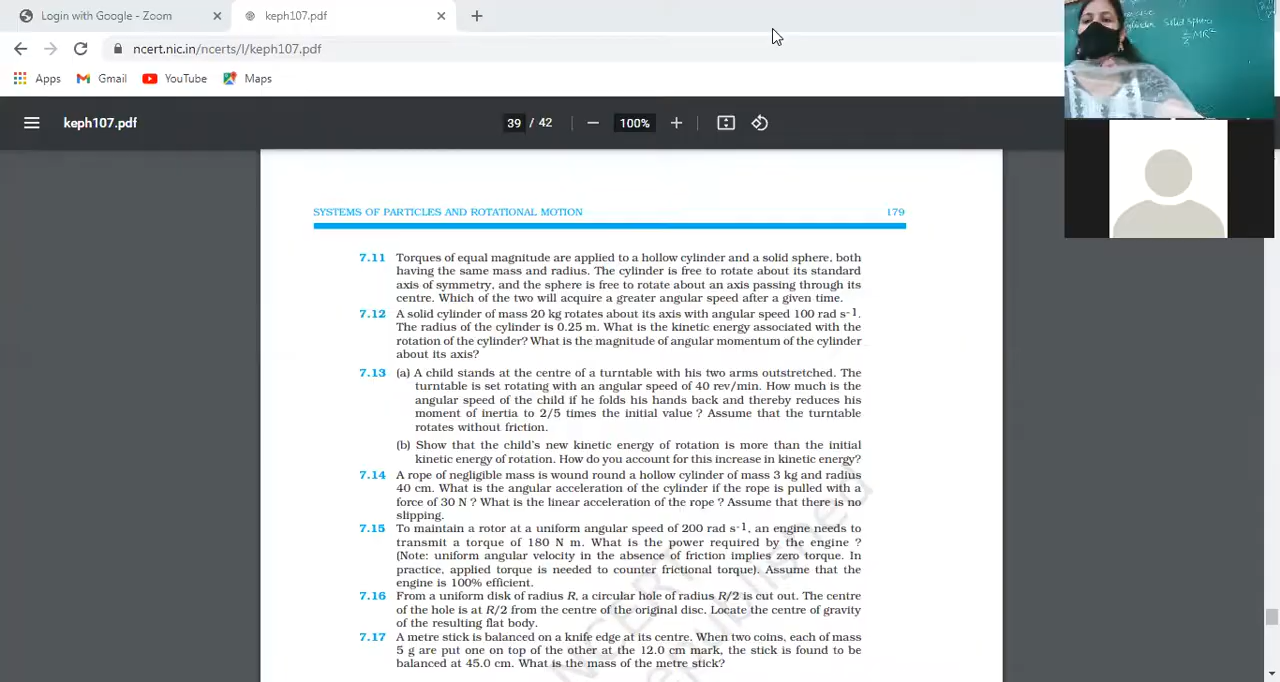 Login with Google - Zoom
keph107.pdf
ncert.nic.in/ncerts/l/keph107.pdf
Apps
Gmail
YouTube
Maps
keph107.pdf
39 / 42
100%
solid sphere
MR²
SYSTEMS OF PARTICLES AND ROTATIONAL MOTION 179
7.11 Torques of equal magnitude are applied to a hollow cylinder and a solid sphere, both
having the same mass and radius. The cylinder is free to rotate about its standard
axis of symmetry, and the sphere is free to rotate about an axis passing through its
centre. Which of the two will acquire a greater angular speed after a given time.
7.12 A solid cylinder of mass 20 kg rotates about its axis with angular speed 100 rad s-1.
The radius of the cylinder is 0.25 m. What is the kinetic energy associated with the
rotation of the cylinder? What is the magnitude of angular momentum of the cylinder
about its axis?
7.13 (a) A child stands at the centre of a turntable with his two arms outstretched. The
turntable is set rotating with an angular speed of 40 rev/min. How much is the
angular speed of the child if he folds his hands back and thereby reduces his
moment of inertia to 2/5 times the initial value ? Assume that the turntable
rotates without friction.
(b) Show that the child's new kinetic energy of rotation is more than the initial
kinetic energy of rotation. How do you account for this increase in kinetic energy?
7.14 A rope of negligible mass is wound round a hollow cylinder of mass 3 kg and radius
40 cm. What is the angular acceleration of the cylinder if the rope is pulled with a
force of 30 N ? What is the linear acceleration of the rope ? Assume that there is no
slipping.
7.15 To maintain a rotor at a uniform angular speed of 200 rad s-1, an engine needs to
transmit a torque of 180 N m. What is the power required by the engine ?
(Note: uniform angular velocity in the absence of friction implies zero torque. In
practice, applied torque is needed to counter frictional torque). Assume that the
engine is 100% efficient.
7.16 From a uniform disk of radius R, a circular hole of radius R/2 is cut out. The centre
of the hole is at R/2 from the centre of the original disc. Locate the centre of gravity
of the resulting flat body.
7.17 A metre stick is balanced on a knife edge at its centre. When two coins, each of mass
5 g are put one on top of the other at the 12.0 cm mark, the stick is found to be
balanced at 45.0 cm. What is the mass of the metre stick?